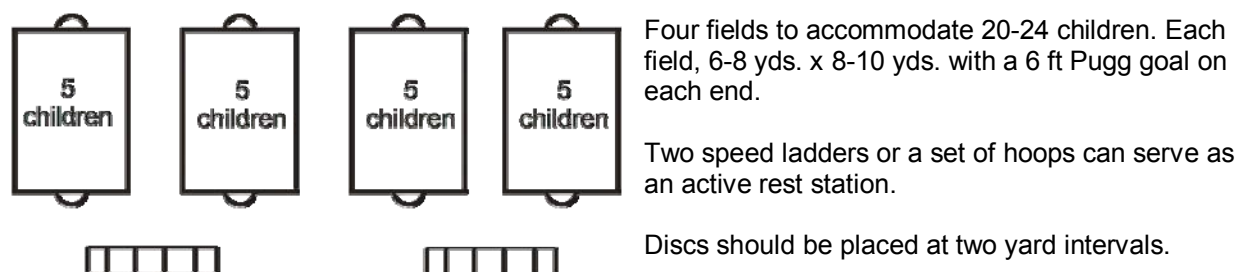 5
children
5
children
5
children
5
children
Four fields to accommodate 20-24 children. Each
field, 6-8 yds. x 8-10 yds. with a 6 ft Pugg goal on
each end.
Two speed ladders or a set of hoops can serve as
an active rest station.
Discs should be placed at two yard intervals.